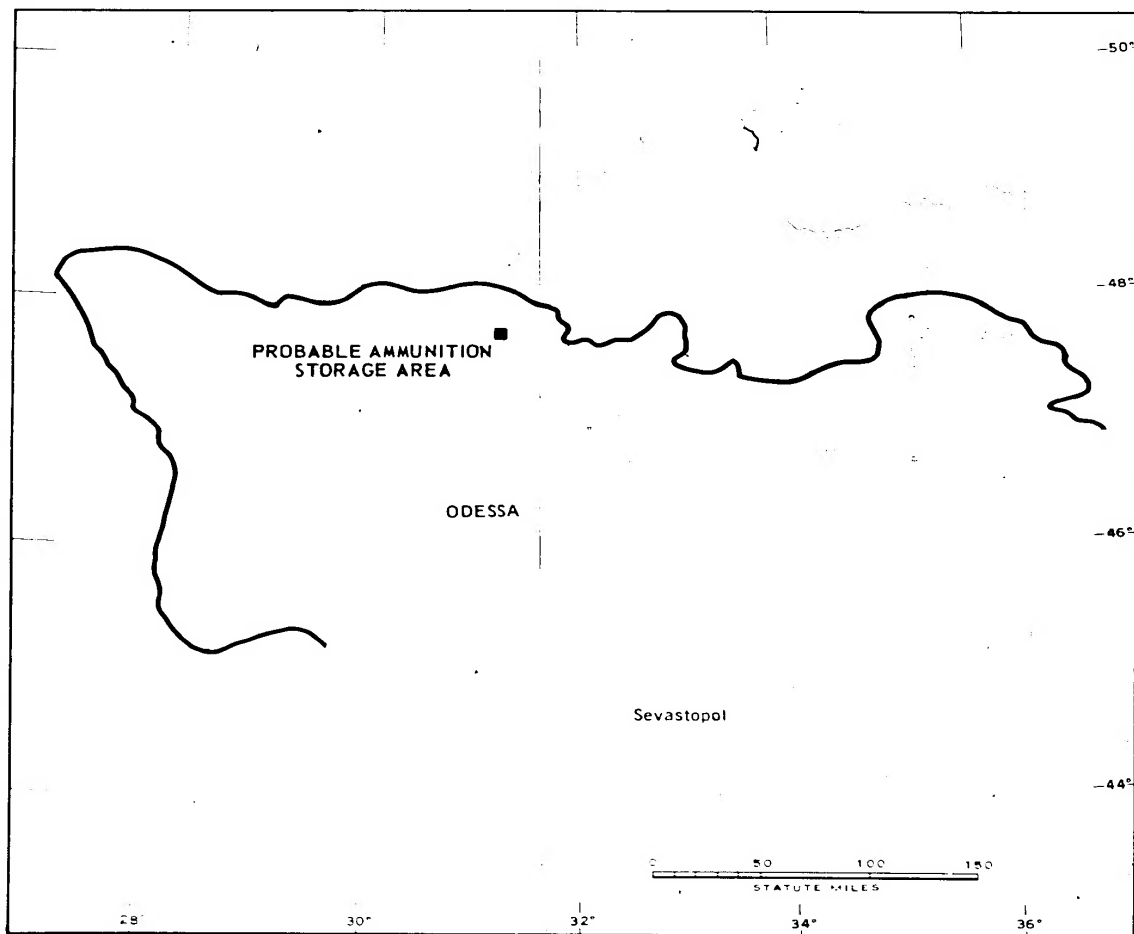 -50°
-48°
PROBABLE AMMUNITION
STORAGE AREA
ODESSA
-46°
Sevastopol
-44°
0 50 100 150
STATUTE MILES
28° 30° 32° 34° 36°